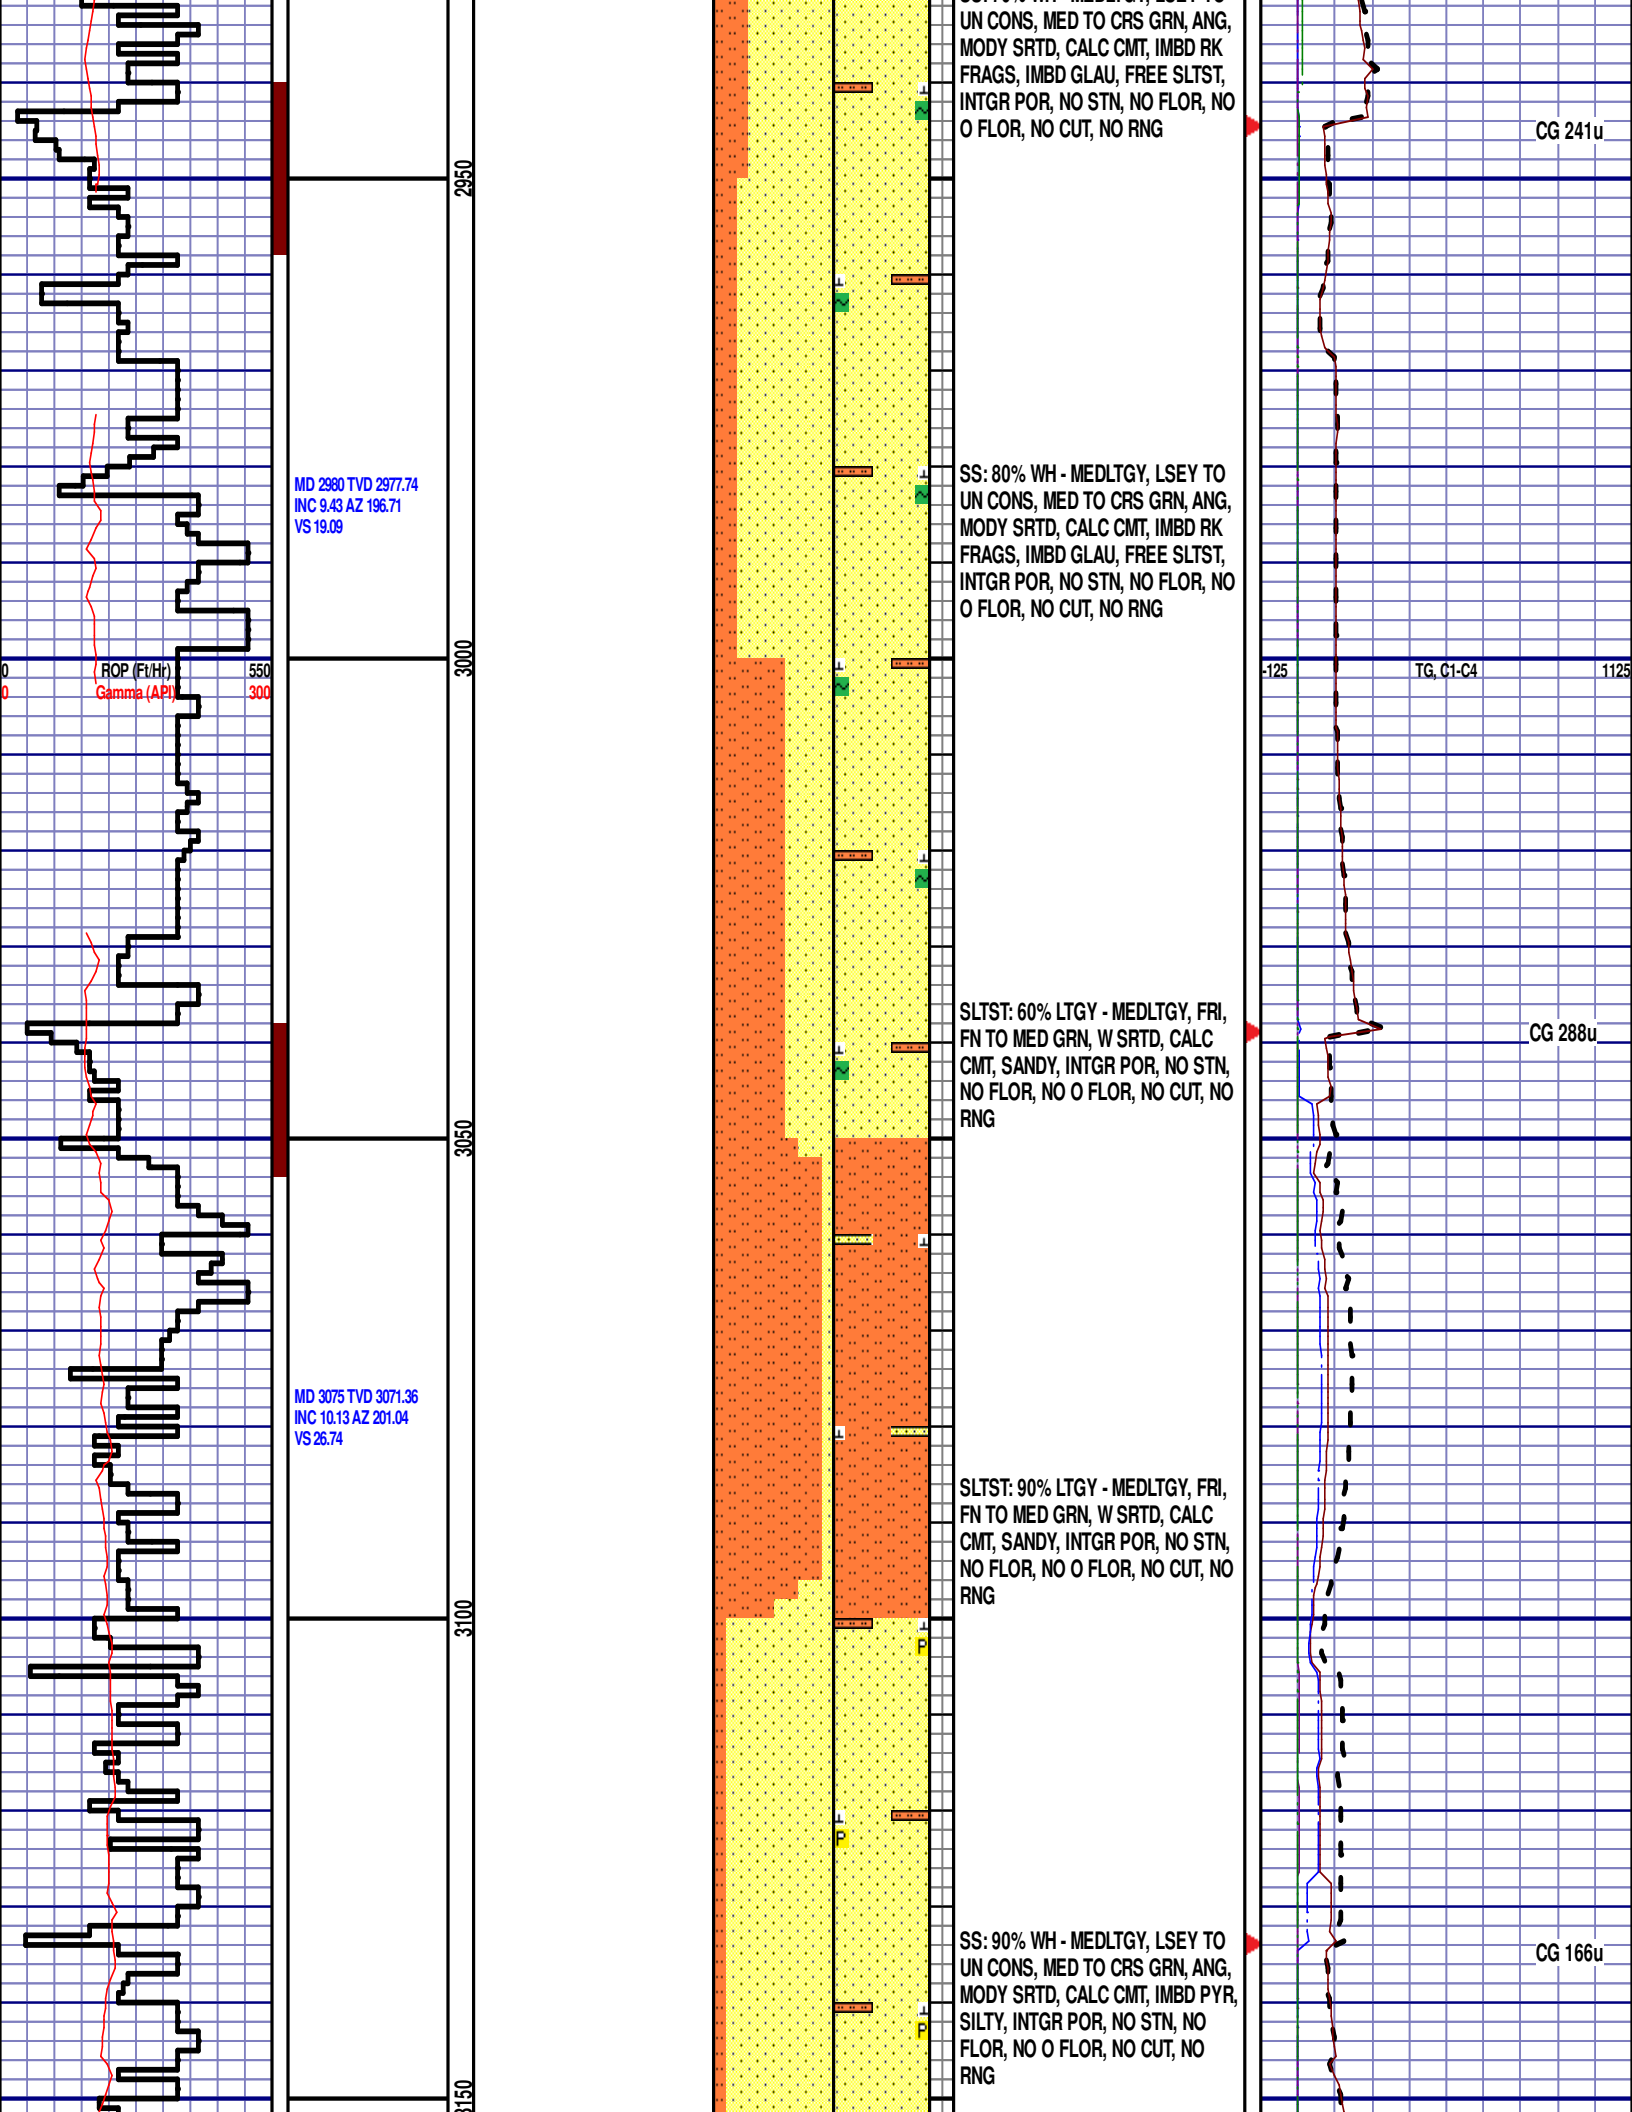 UN CONS, MED TO CRS GRN, ANG,
MODY SRTD, CALC CMT, IMBD RK
FRAGS, IMBD GLAU, FREE SLTST,
INTGR POR, NO STN, NO FLOR, NO
O FLOR, NO CUT, NO RNG
CG 241u
2950
MD 2980 TVD 2977.74
INC 9.43 AZ 196.71
VS 19.09
SS: 80% WH - MEDLTGY, LSEY TO
UN CONS, MED TO CRS GRN, ANG,
MODY SRTD, CALC CMT, IMBD RK
FRAGS, IMBD GLAU, FREE SLTST,
INTGR POR, NO STN, NO FLOR, NO
O FLOR, NO CUT, NO RNG
3000
0 ROP (Ft/Hr) 550
0 Gamma (API) 300
-125 TG, C1-C4 1125
SLTST: 60% LTGY - MEDLTGY, FRI,
FN TO MED GRN, W SRTD, CALC
CMT, SANDY, INTGR POR, NO STN,
NO FLOR, NO O FLOR, NO CUT, NO
RNG
CG 288u
3050
MD 3075 TVD 3071.36
INC 10.13 AZ 201.04
VS 26.74
SLTST: 90% LTGY - MEDLTGY, FRI,
FN TO MED GRN, W SRTD, CALC
CMT, SANDY, INTGR POR, NO STN,
NO FLOR, NO O FLOR, NO CUT, NO
RNG
3100
P
P
SS: 90% WH - MEDLTGY, LSEY TO
UN CONS, MED TO CRS GRN, ANG,
MODY SRTD, CALC CMT, IMBD PYR,
SILTY, INTGR POR, NO STN, NO
FLOR, NO O FLOR, NO CUT, NO
RNG
CG 166u
P
3150